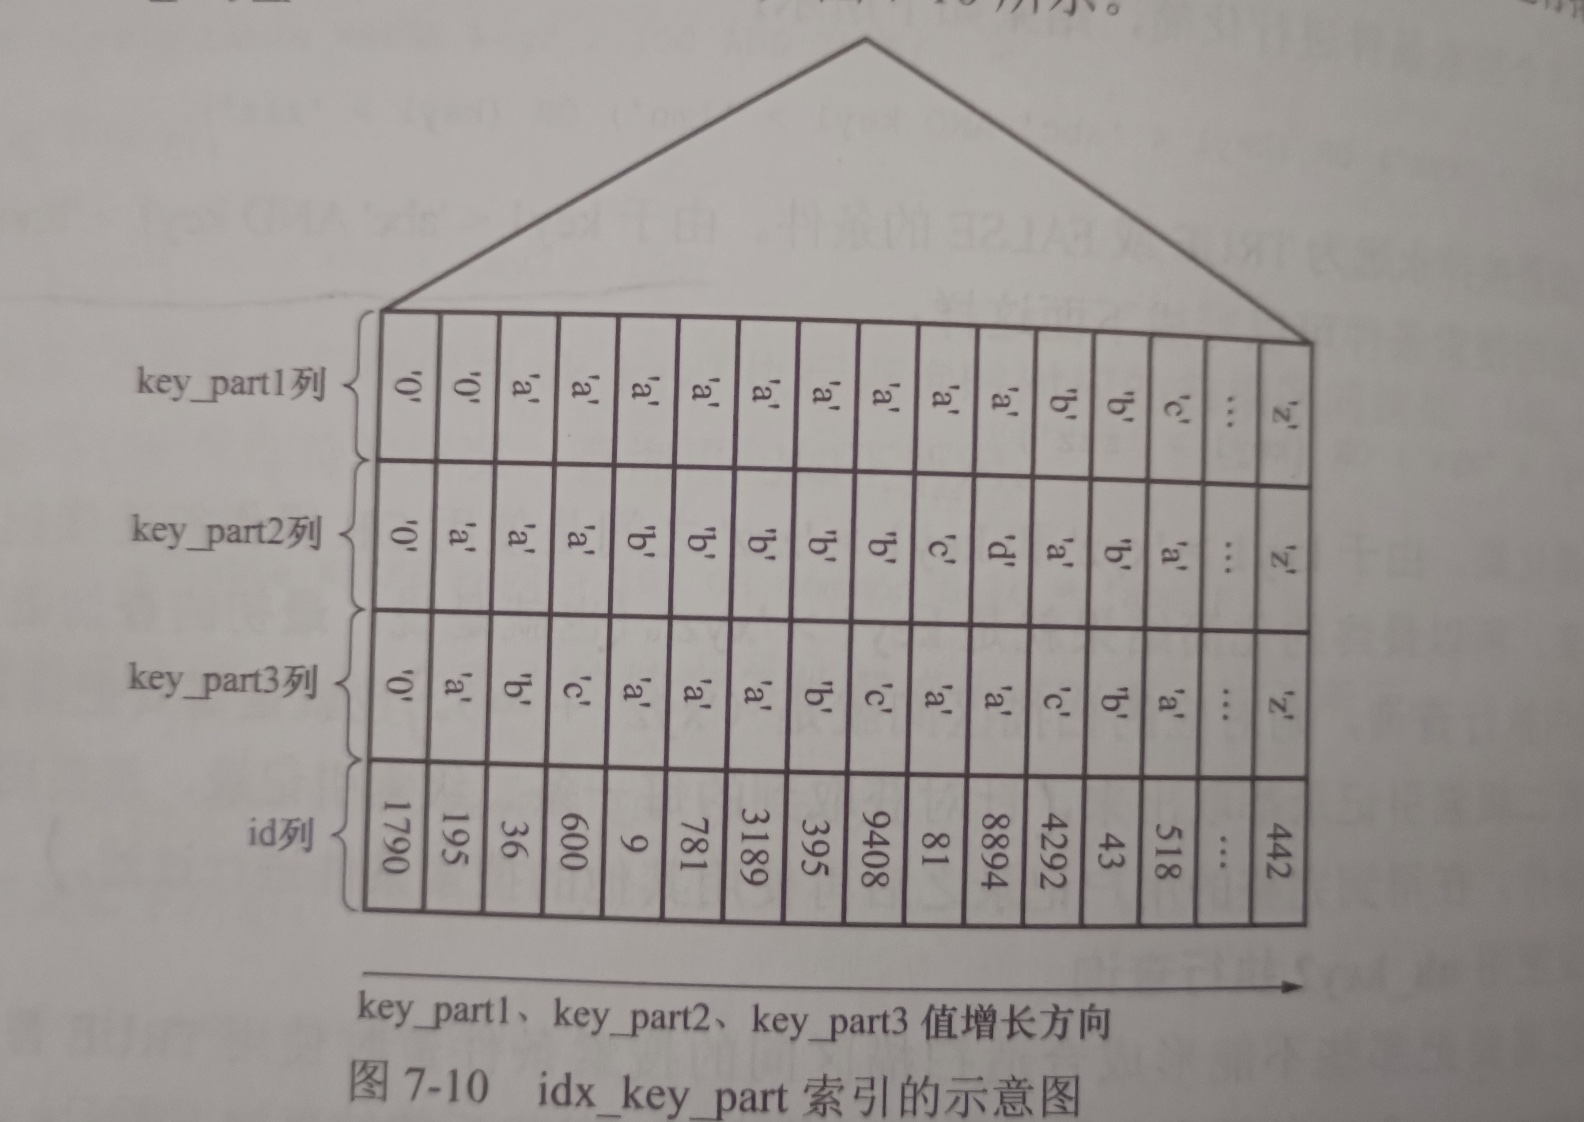 所示。
key_part1列 '0' '0' 'a' 'a' 'a' 'a' 'a' 'a' 'a' 'a' 'a' 'b' 'b' 'c' … 'z'
key_part2列 '0' 'a' 'a' 'a' 'b' 'b' 'b' 'b' 'b' 'c' 'd' 'a' 'b' 'a' … 'z'
key_part3列 '0' 'a' 'b' 'c' 'a' 'a' 'a' 'b' 'c' 'a' 'a' 'c' 'b' 'a' … 'z'
id列 1790 195 36 600 9 781 3189 395 9408 81 8894 4292 43 518 … 442
key_part1、key_part2、key_part3 值增长方向
图 7-10 idx_key_part 索引的示意图